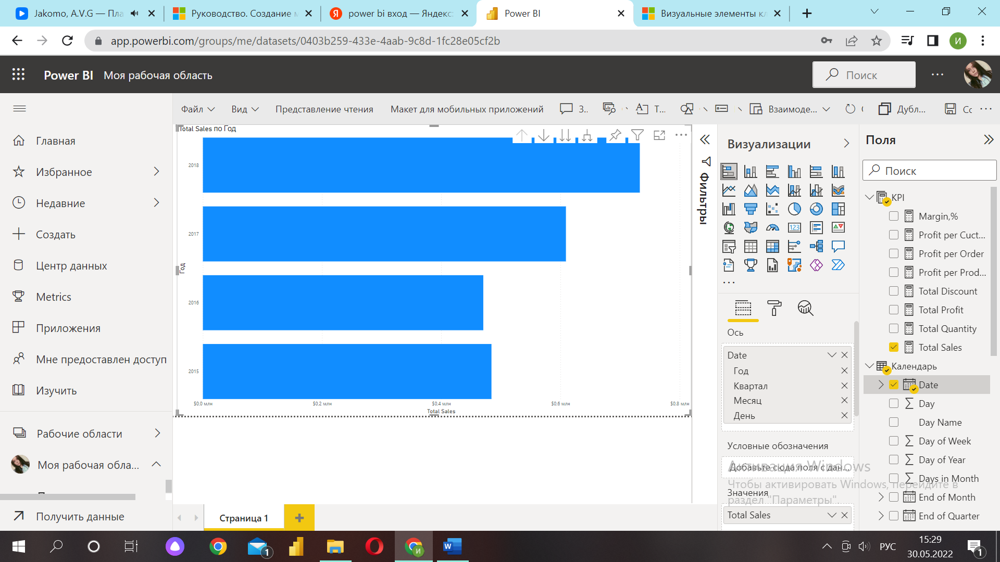 Jakomo, A.V.G — Пла
Руководство. Создание м
power bi вход — Яндекс:
Power BI
Визуальные элементы кл
app.powerbi.com/groups/me/datasets/0403b259-433e-4aab-9c8d-1fc28e05cf2b
И
Power BI Моя рабочая область
Поиск
Файл
Вид
Представление чтения
Макет для мобильных приложений
З..
Т...
Взаимоде...
Дубл...
Сс
Главная
Избранное
Недавние
Создать
Центр данных
Metrics
Приложения
Мне предоставлен доступ
Изучить
Рабочие области
Моя рабочая обла...
Получить данные
Total Sales по Год
Год
2018
2017
2016
2015
$0,0 млн
$0,2 млн
$0,4 млн
$0,6 млн
$0,8 млн
Total Sales
Страница 1
Фильтры
Визуализации
123
Ось
Date
Год
Квартал
Месяц
День
Условные обозначения
Добавьте сюда поля с дан...
Значения
Total Sales
Поля
Поиск
KPI
Margin,%
Profit per Cuct...
Profit per Order
Profit per Prod...
Total Discount
Total Profit
Total Quantity
Total Sales
Календарь
Date
Day
Day Name
Day of Week
Day of Year
Days in Month
End of Month
End of Quarter
Активация Windows
Чтобы активировать Windows, перейдите в
раздел "Параметры".
1
W
И
РУС
15:29
30.05.2022
1